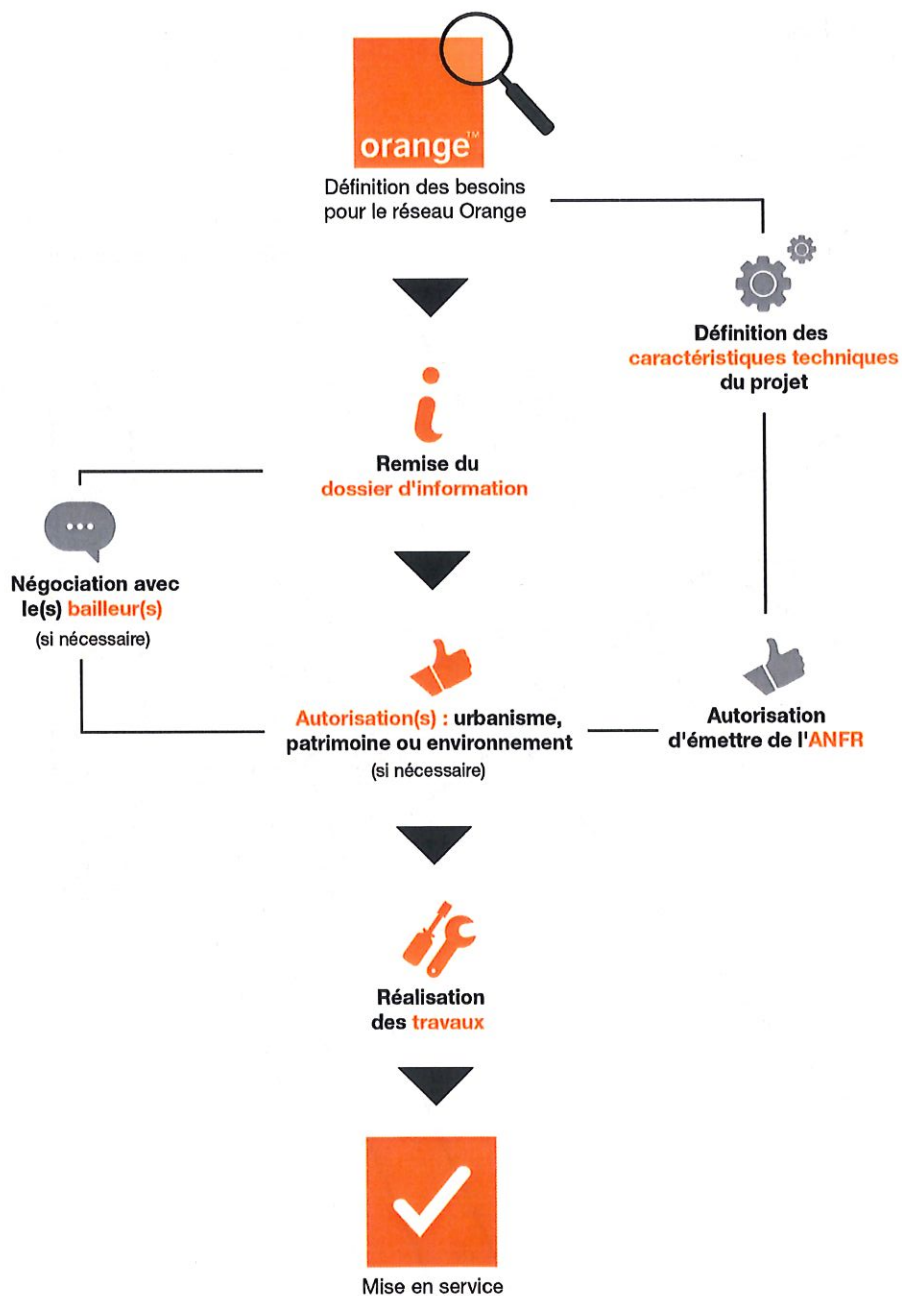 orange™
Définition des besoins
pour le réseau Orange
Définition des
caractéristiques techniques
du projet
Remise du
dossier d'information
Négociation avec
le(s) bailleur(s)
(si nécessaire)
Autorisation(s) : urbanisme,
patrimoine ou environnement
(si nécessaire)
Autorisation
d'émettre de l'ANFR
Réalisation
des travaux
Mise en service